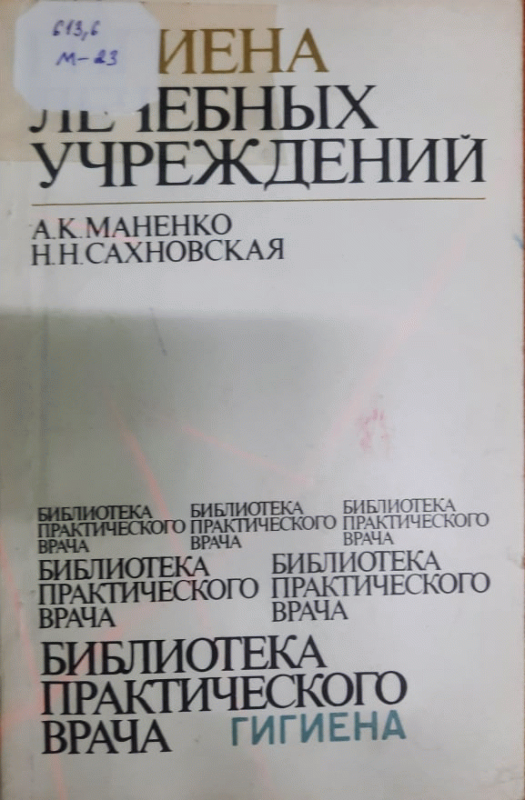 613,6
М-23
ИЕНА
ЛЕЧЕБНЫХ
УЧРЕЖДЕНИЙ
А.К.МАНЕНКО
Н.Н.САХНОВСКАЯ
БИБЛИОТЕКА
ПРАКТИЧЕСКОГО
ВРАЧА
БИБЛИОТЕКА
ПРАКТИЧЕСКОГО
ВРАЧА
БИБЛИОТЕКА
ПРАКТИЧЕСКОГО
ВРАЧА
БИБЛИОТЕКА
ПРАКТИЧЕСКОГО
ВРАЧА
БИБЛИОТЕКА
ПРАКТИЧЕСКОГО
ВРАЧА
БИБЛИОТЕКА
ПРАКТИЧЕСКОГО
ВРАЧА ГИГИЕНА